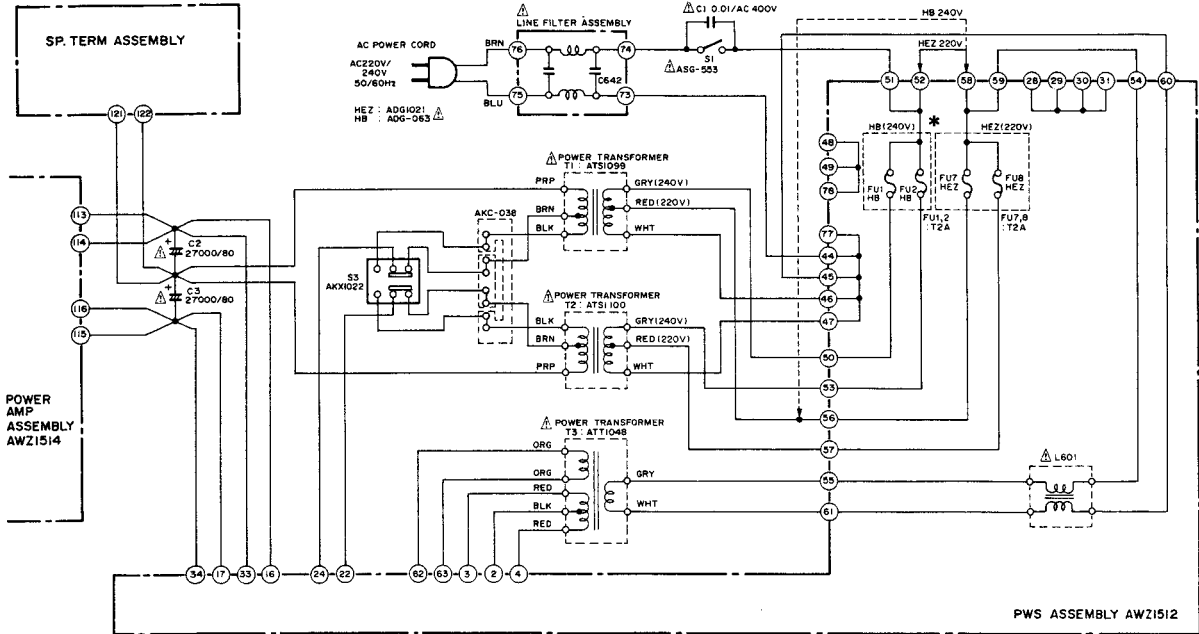 SP. TERM ASSEMBLY
121
122
AC POWER CORD
AC220V/
240V
50/60Hz
HEZ : ADG1021
HB : ADG-063
LINE FILTER ASSEMBLY
BRN
76
74
C642
BLU
75
73
C1 0.01/AC 400V
S1
ASG-553
HB 240V
HEZ 220V
51
52
58
59
28
29
30
31
54
60
*
HB(240V)
HEZ(220V)
FU1
HB
FU2
HB
FU7
HEZ
FU8
HEZ
FU1,2
:T2A
FU7,8
:T2A
48
49
78
77
44
45
46
47
50
53
56
57
55
61
113
114
C2
27000/80
C3
27000/80
116
115
POWER
AMP
ASSEMBLY
AWZ1514
S3
AKX1022
AKC-038
POWER TRANSFORMER
T1 : ATS1099
PRP
BRN
BLK
GRY(240V)
RED(220V)
WHT
POWER TRANSFORMER
T2 : ATS1100
BLK
BRN
PRP
GRY(240V)
RED(220V)
WHT
POWER TRANSFORMER
T3 : ATT1048
ORG
ORG
RED
BLK
RED
GRY
WHT
L601
34
17
33
16
24
22
62
63
3
2
4
PWS ASSEMBLY AWZ1512